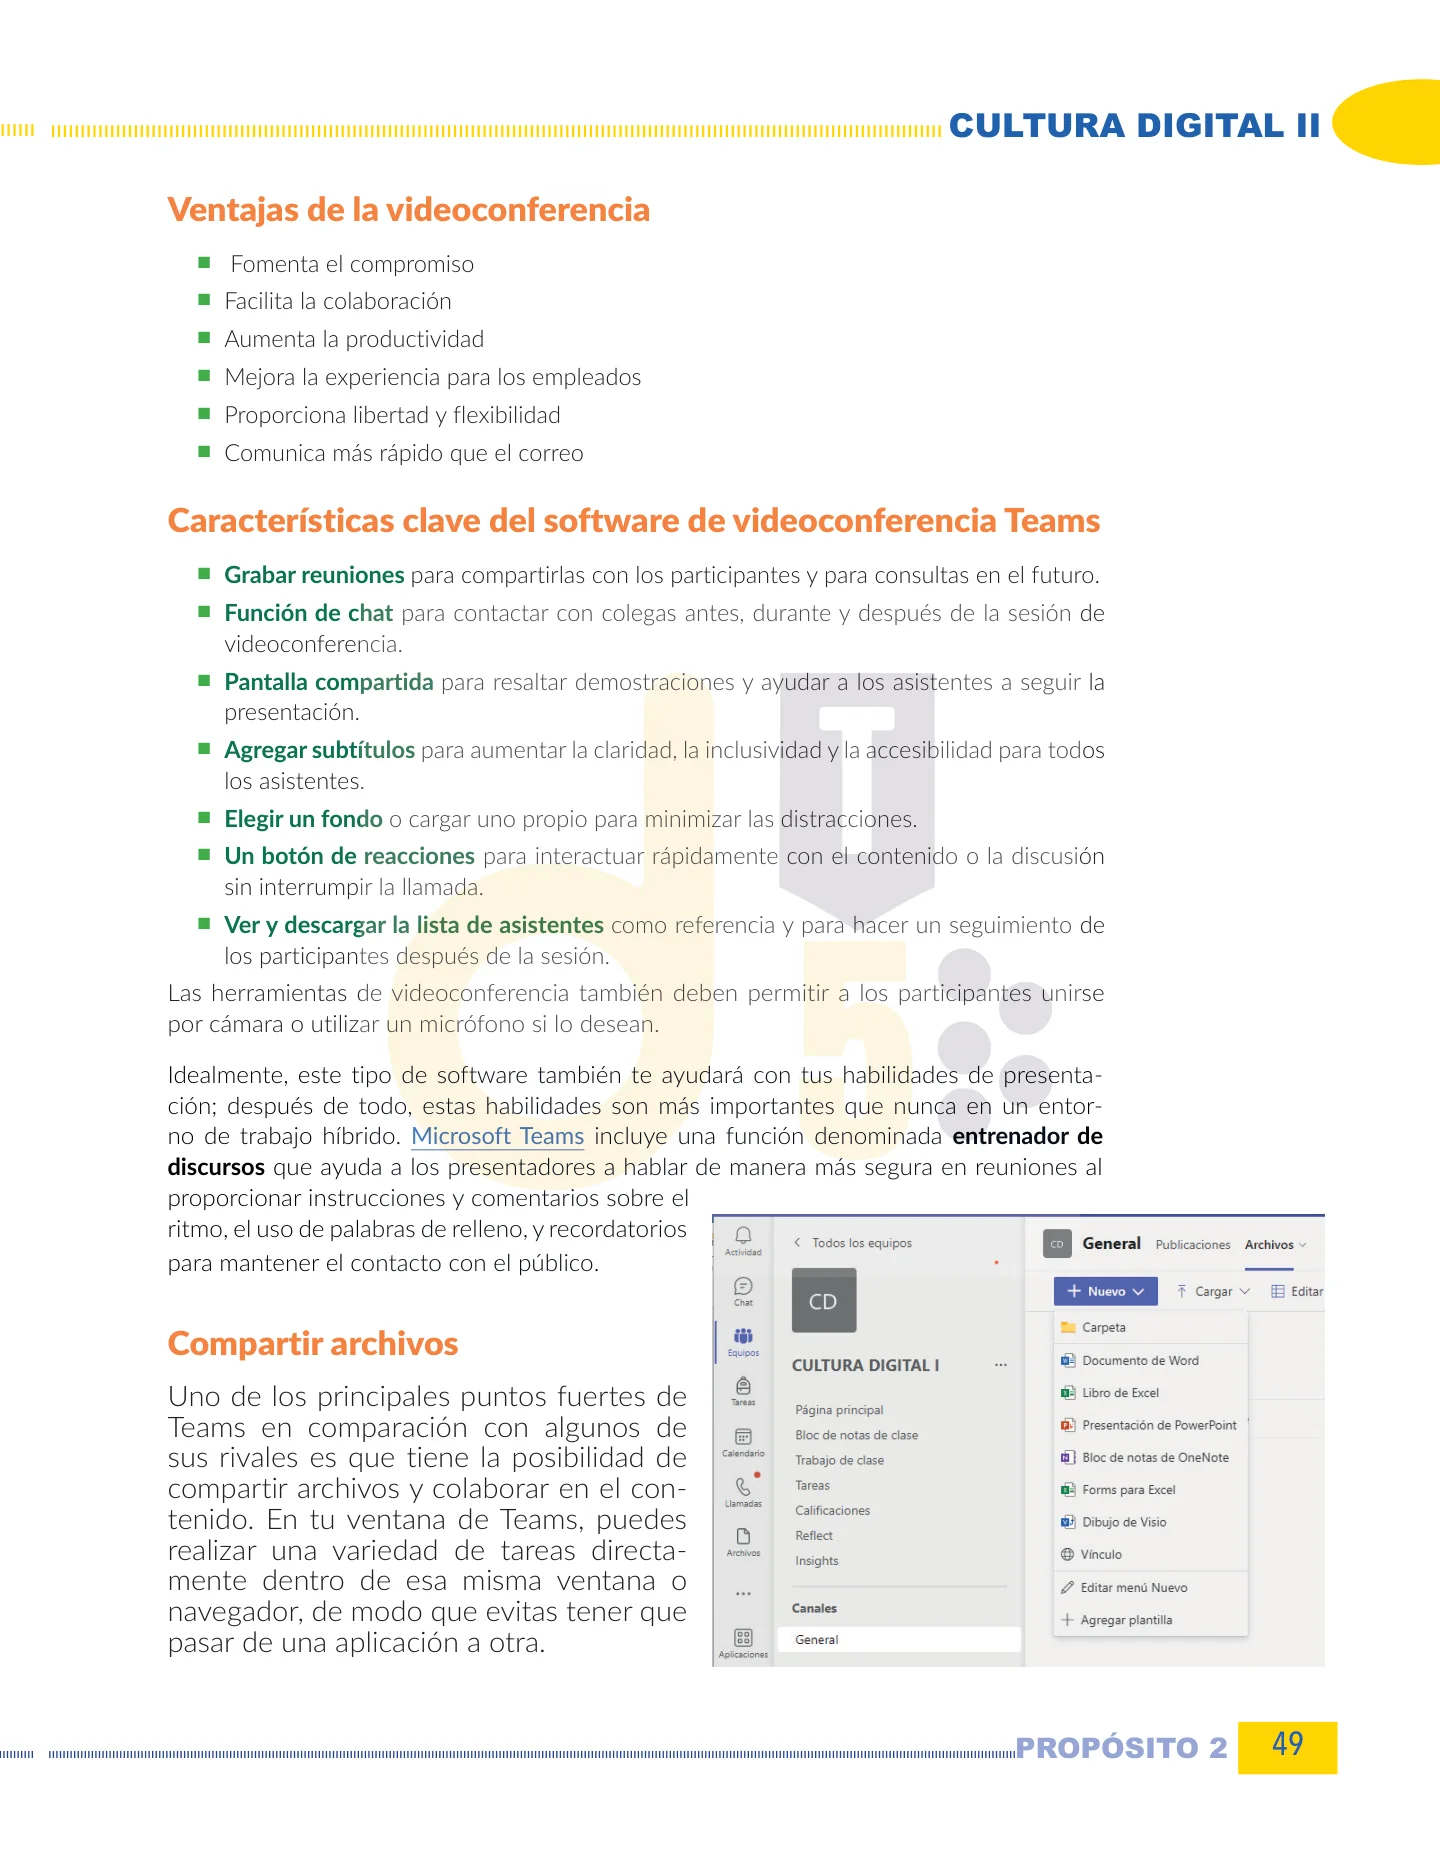 CULTURA DIGITAL II
Ventajas de la videoconferencia
Fomenta el compromiso
Facilita la colaboración
Aumenta la productividad
Mejora la experiencia para los empleados
Proporciona libertad y flexibilidad
Comunica más rápido que el correo
Características clave del software de videoconferencia Teams
Grabar reuniones para compartirlas con los participantes y para consultas en el futuro.
Función de chat para contactar con colegas antes, durante y después de la sesión de
videoconferencia.
Pantalla compartida para resaltar demostraciones y ayudar a los asistentes a seguir la
presentación.
Agregar subtítulos para aumentar la claridad, la inclusividad y la accesibilidad para todos
los asistentes.
Elegir un fondo o cargar uno propio para minimizar las distracciones.
Un botón de reacciones para interactuar rápidamente con el contenido o la discusión
sin interrumpir la llamada.
Ver y descargar la lista de asistentes como referencia y para hacer un seguimiento de
los participantes después de la sesión.
Las herramientas de videoconferencia también deben permitir a los participantes unirse
por cámara o utilizar un micrófono si lo desean.
Idealmente, este tipo de software también te ayudará con tus habilidades de presenta-
ción; después de todo, estas habilidades son más importantes que nunca en un entor-
no de trabajo híbrido. Microsoft Teams incluye una función denominada entrenador de
discursos que ayuda a los presentadores a hablar de manera más segura en reuniones al
proporcionar instrucciones y comentarios sobre el
ritmo, el uso de palabras de relleno, y recordatorios
para mantener el contacto con el público.
Compartir archivos
Uno de los principales puntos fuertes de
Teams en comparación con algunos de
sus rivales es que tiene la posibilidad de
compartir archivos y colaborar en el con-
tenido. En tu ventana de Teams, puedes
realizar una variedad de tareas directa-
mente dentro de esa misma ventana o
navegador, de modo que evitas tener que
pasar de una aplicación a otra.
Actividad
Chat
Equipos
Tareas
Calendario
Llamadas
Archivos
Aplicaciones
Todos los equipos
CD
CULTURA DIGITAL I
Página principal
Bloc de notas de clase
Trabajo de clase
Tareas
Calificaciones
Reflect
Insights
Canales
General
CD General Publicaciones Archivos
Nuevo Cargar Editar
Carpeta
Documento de Word
Libro de Excel
Presentación de PowerPoint
Bloc de notas de OneNote
Forms para Excel
Dibujo de Visio
Vínculo
Editar menú Nuevo
Agregar plantilla
d T 5
PROPÓSITO 2 49